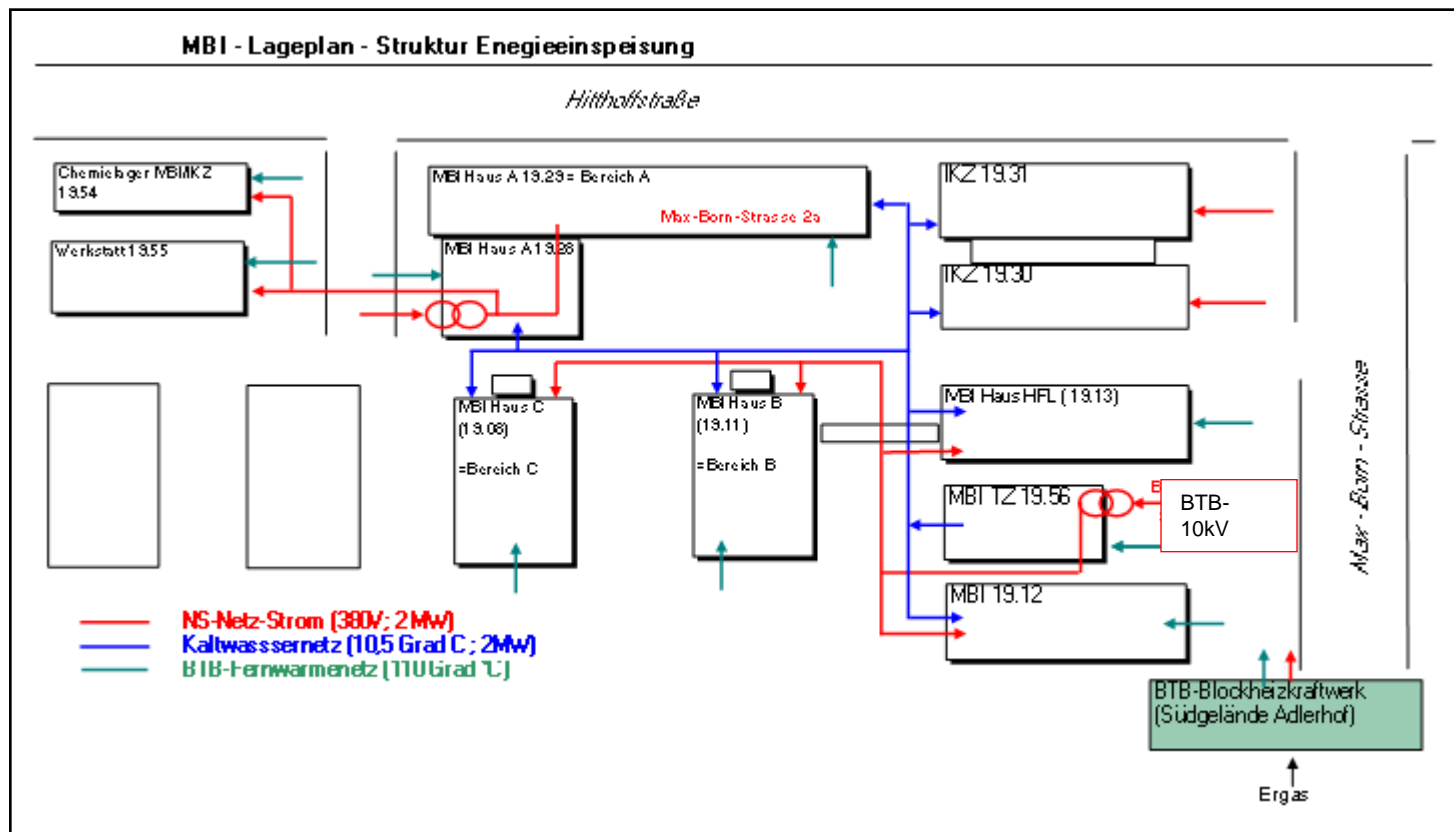 MBI - Lageplan - Struktur Enegieeinspeisung
Hitthoffstraße
Chemielager MBI/IKZ
19.54
MBI Haus A 19.29 = Bereich A
Max-Born-Strasse 2a
IKZ 19.31
Werkstatt 19.55
MBI Haus A 19.28
IKZ 19.30
MBI Haus C
(19.08)
=Bereich C
MBI Haus B
(19.11)
=Bereich B
MBI Haus HFL ( 19.13)
MBI TZ 19.56
BTB-
10kV
MBI 19.12
Max - Born - Strasse
NS-Netz-Strom (380V; 2 MW)
Kaltwasssernetz (10,5 Grad C ; 2MW)
BTB-Fernwärmenetz (110 Grad °C)
BTB-Blockheizkraftwerk
(Südgelände Adlerhof)
Ergas